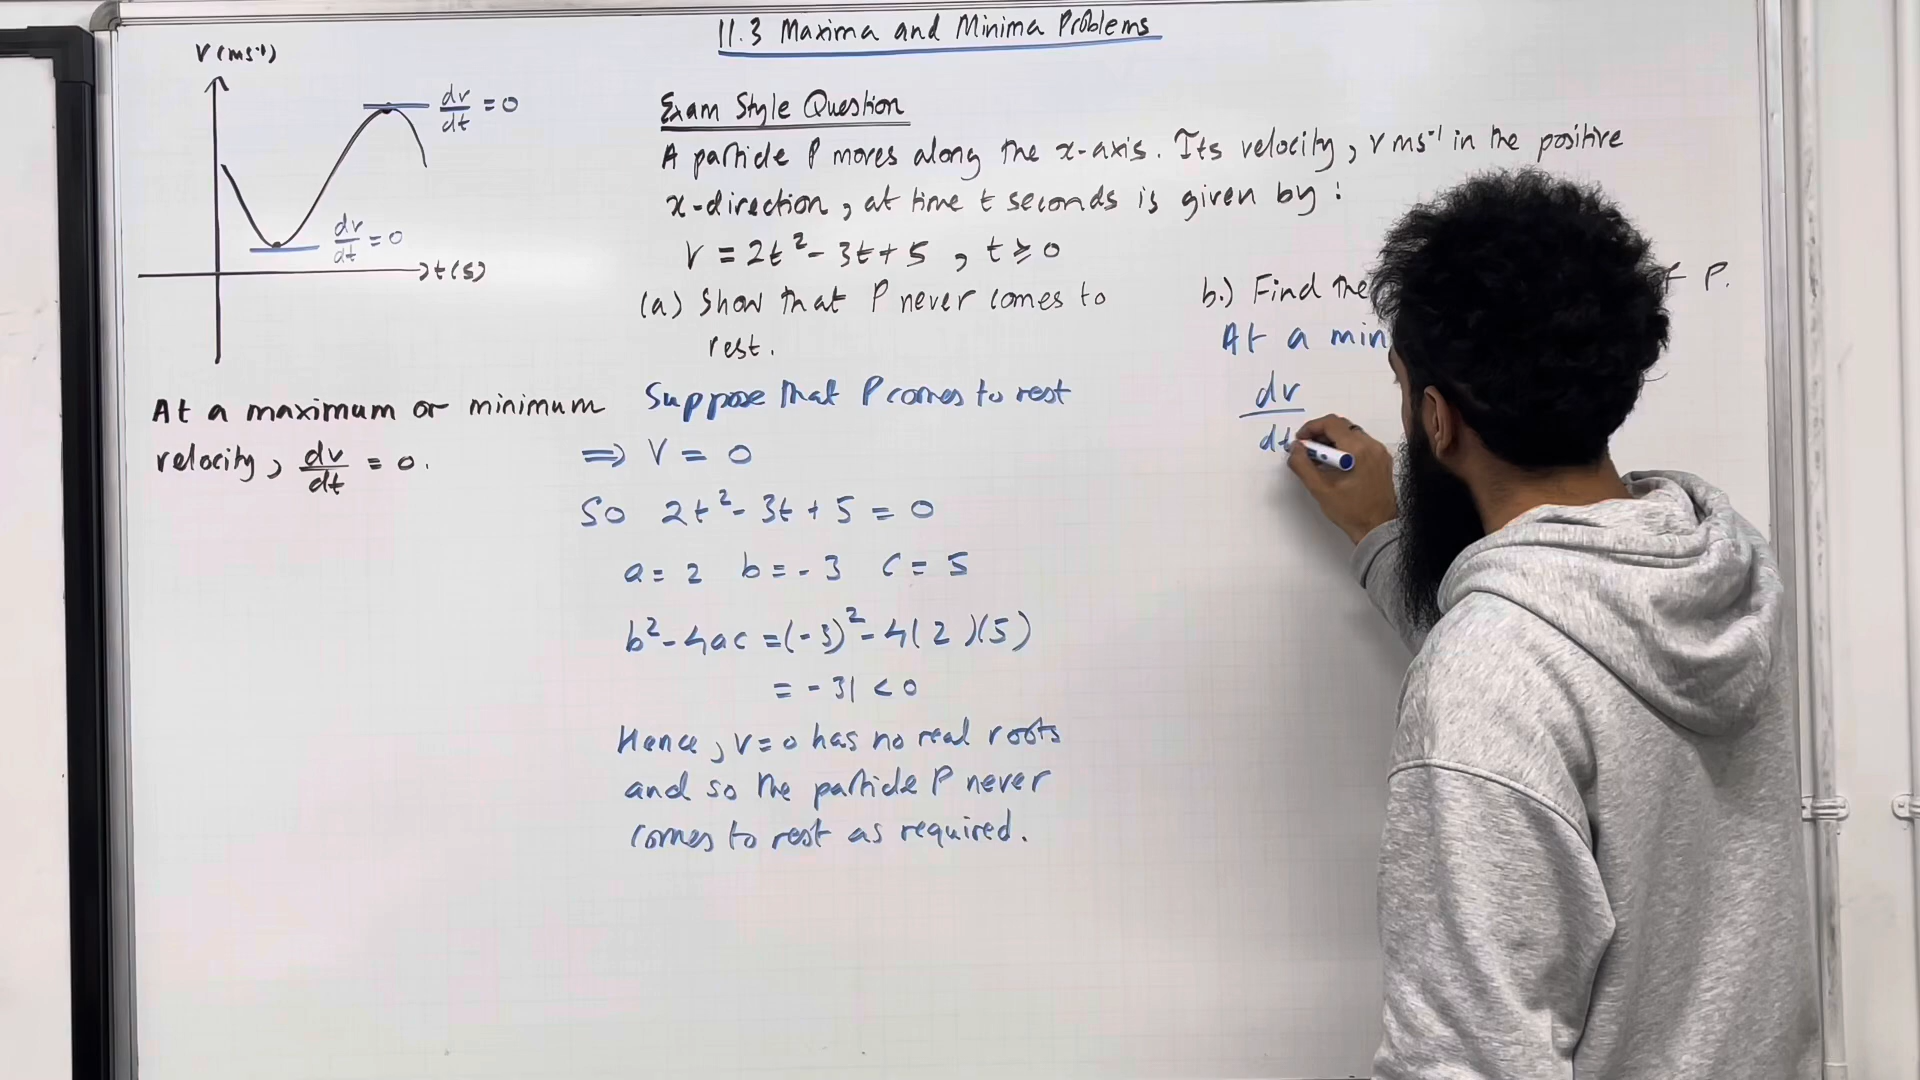 11.3 Maxima and Minima Problems
V (ms⁻¹)
dv/dt = 0
dv/dt = 0
t(s)
At a maximum or minimum
velocity, dv/dt = 0.
Exam Style Question
A particle P moves along the x-axis. Its velocity, v ms⁻¹ in the positive
x-direction, at time t seconds is given by:
V = 2t² - 3t + 5 , t ≥ 0
(a) Show that P never comes to
rest.
Suppose that P comes to rest
⇒ V = 0
So 2t² - 3t + 5 = 0
a = 2 b = -3 c = 5
b² - 4ac = (-3)² - 4(2)(5)
= -31 < 0
Hence, v=0 has no real roots
and so the particle P never
comes to rest as required.
b.) Find the P.
At a min
dv/dt